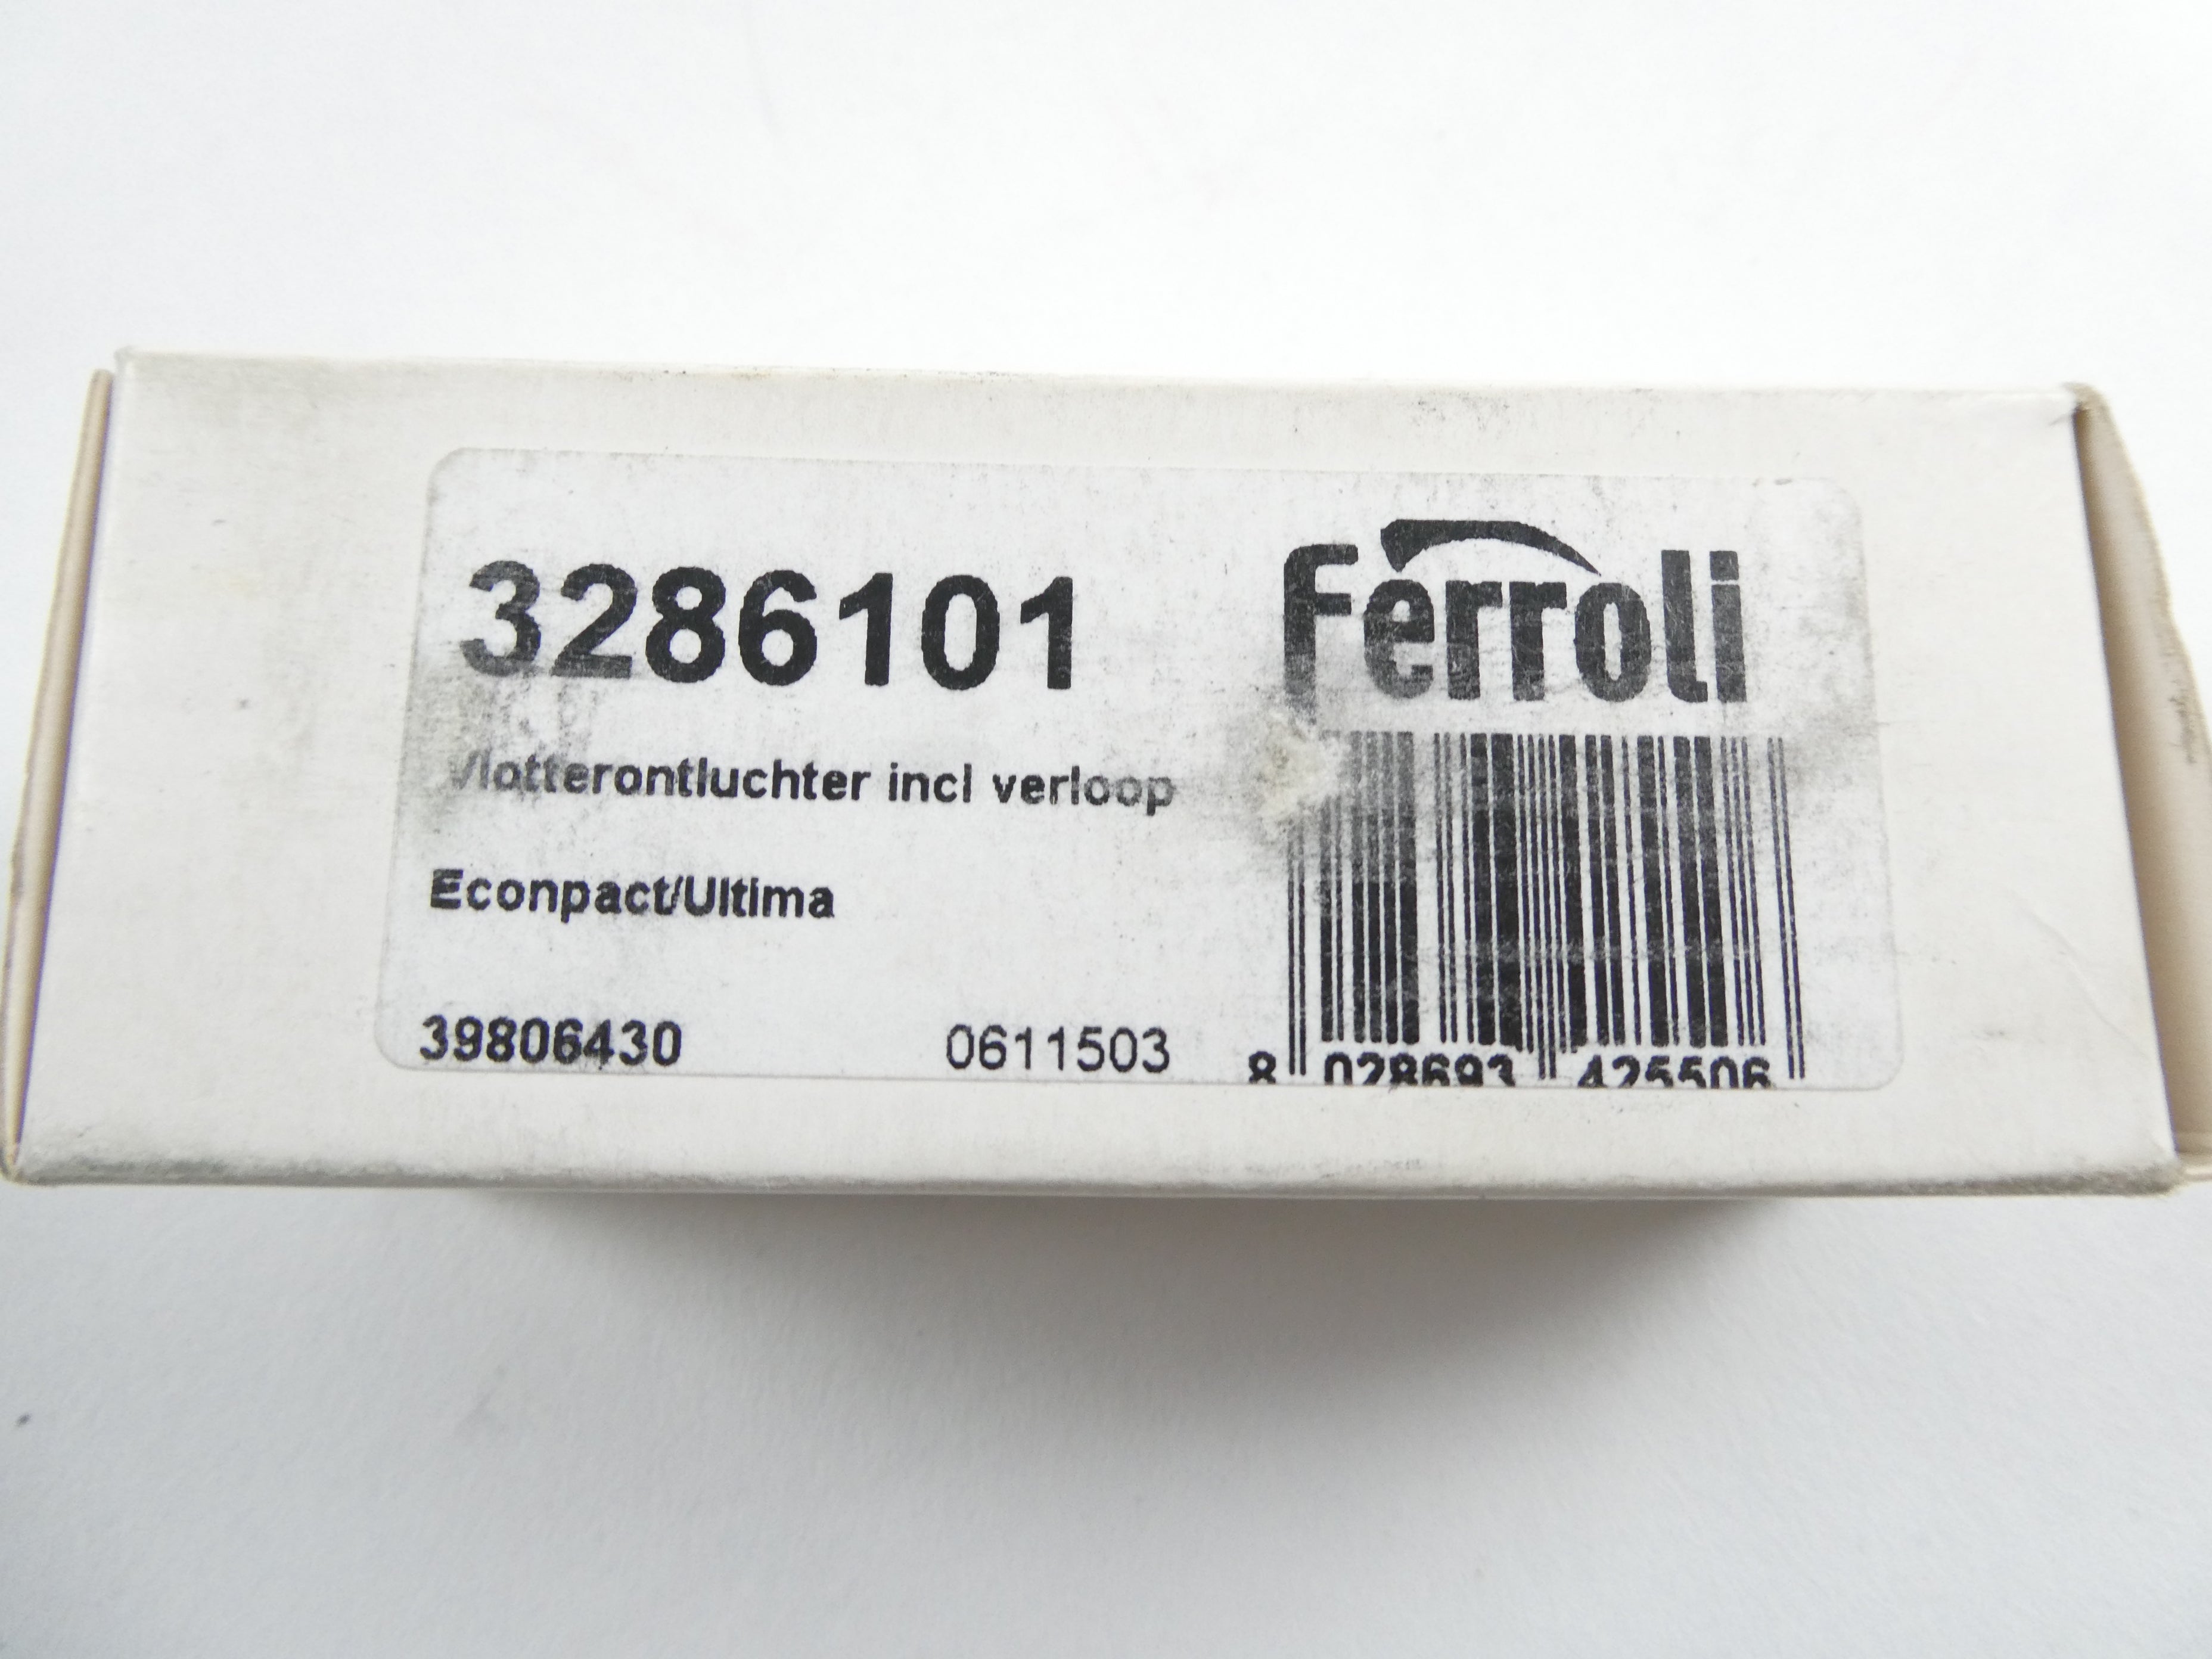 3286101
Ferroli
Vlotterontluchter incl verloop
Econpact/Ultima
39806430
0611503
8 028693 425506